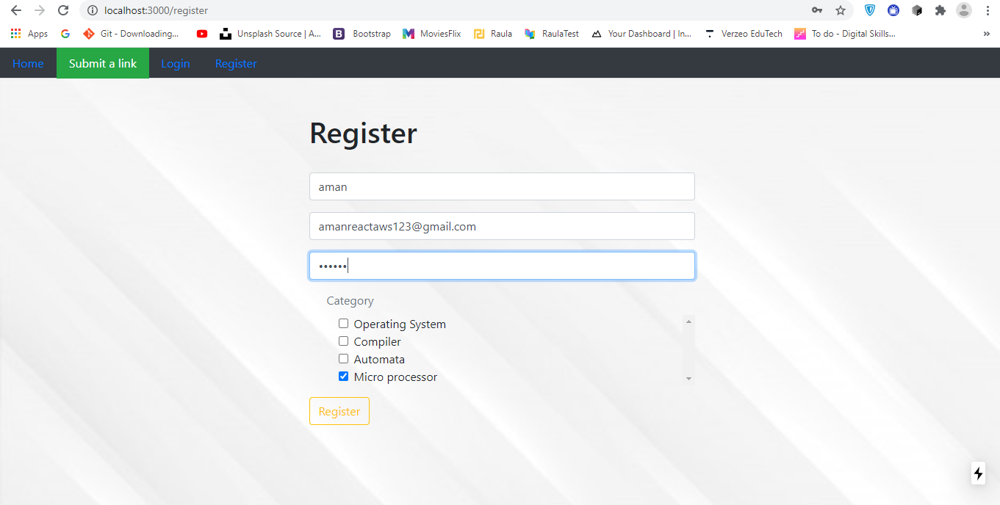 localhost:3000/register
Apps Git - Downloading... Unsplash Source | A... B Bootstrap MoviesFlix Raula RaulaTest Your Dashboard | In... Verzeo EduTech To do - Digital Skills... »
Home Submit a link Login Register
Register
aman
amanreactaws123@gmail.com
••••••
Category
Operating System
Compiler
Automata
Micro processor
Register